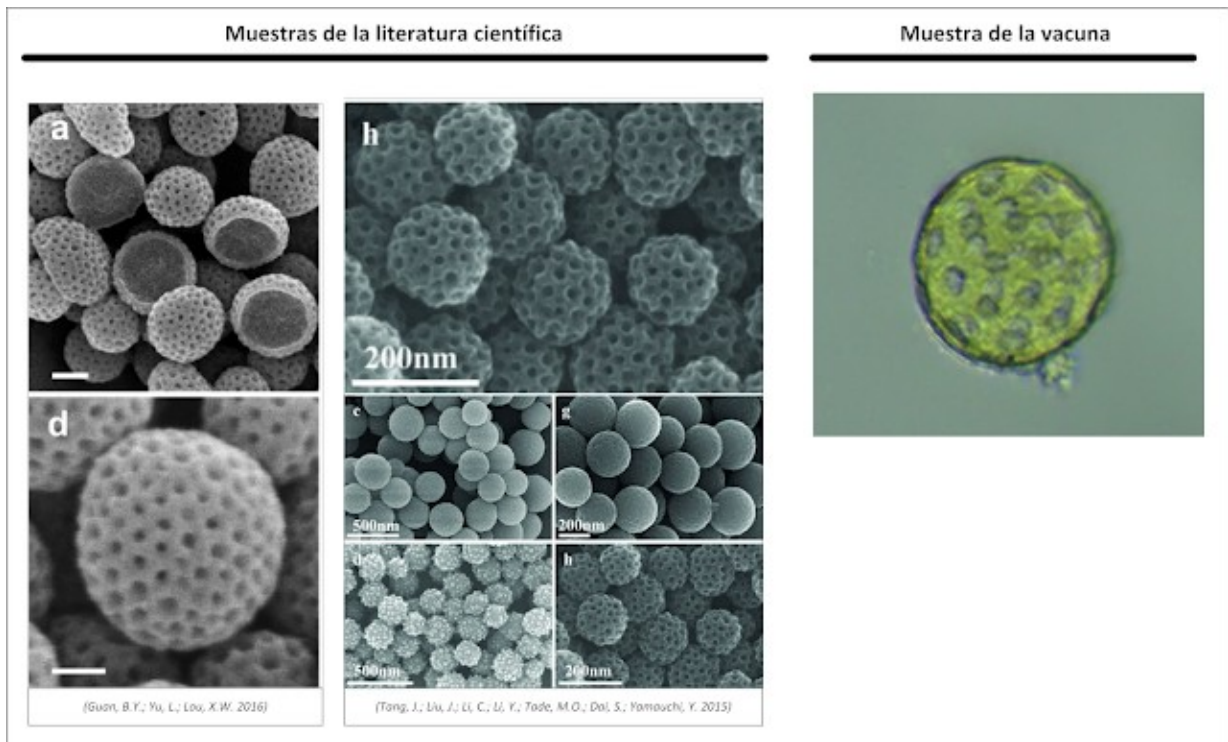 Muestras de la literatura científica
Muestra de la vacuna
a
h
200nm
d
c
g
500nm
200nm
d
h
500nm
200nm
(Guan, B.Y.; Yu, L.; Lou, X.W. 2016)
(Tang, J.; Liu, J.; Li, C.; Li, Y.; Tade, M.O.; Dai, S.; Yamauchi, Y. 2015)